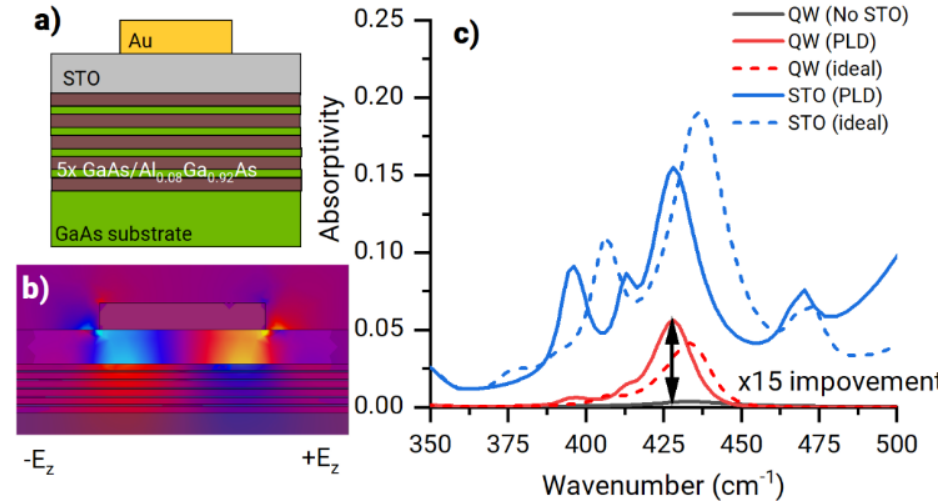 a)
Au
STO
5x GaAs/Al0.08Ga0.92As
GaAs substrate
b)
-Ez
+Ez
c)
QW (No STO)
QW (PLD)
QW (ideal)
STO (PLD)
STO (ideal)
x15 impovement
Absorptivity
0.25
0.20
0.15
0.10
0.05
0.00
350
375
400
425
450
475
500
Wavenumber (cm-1)